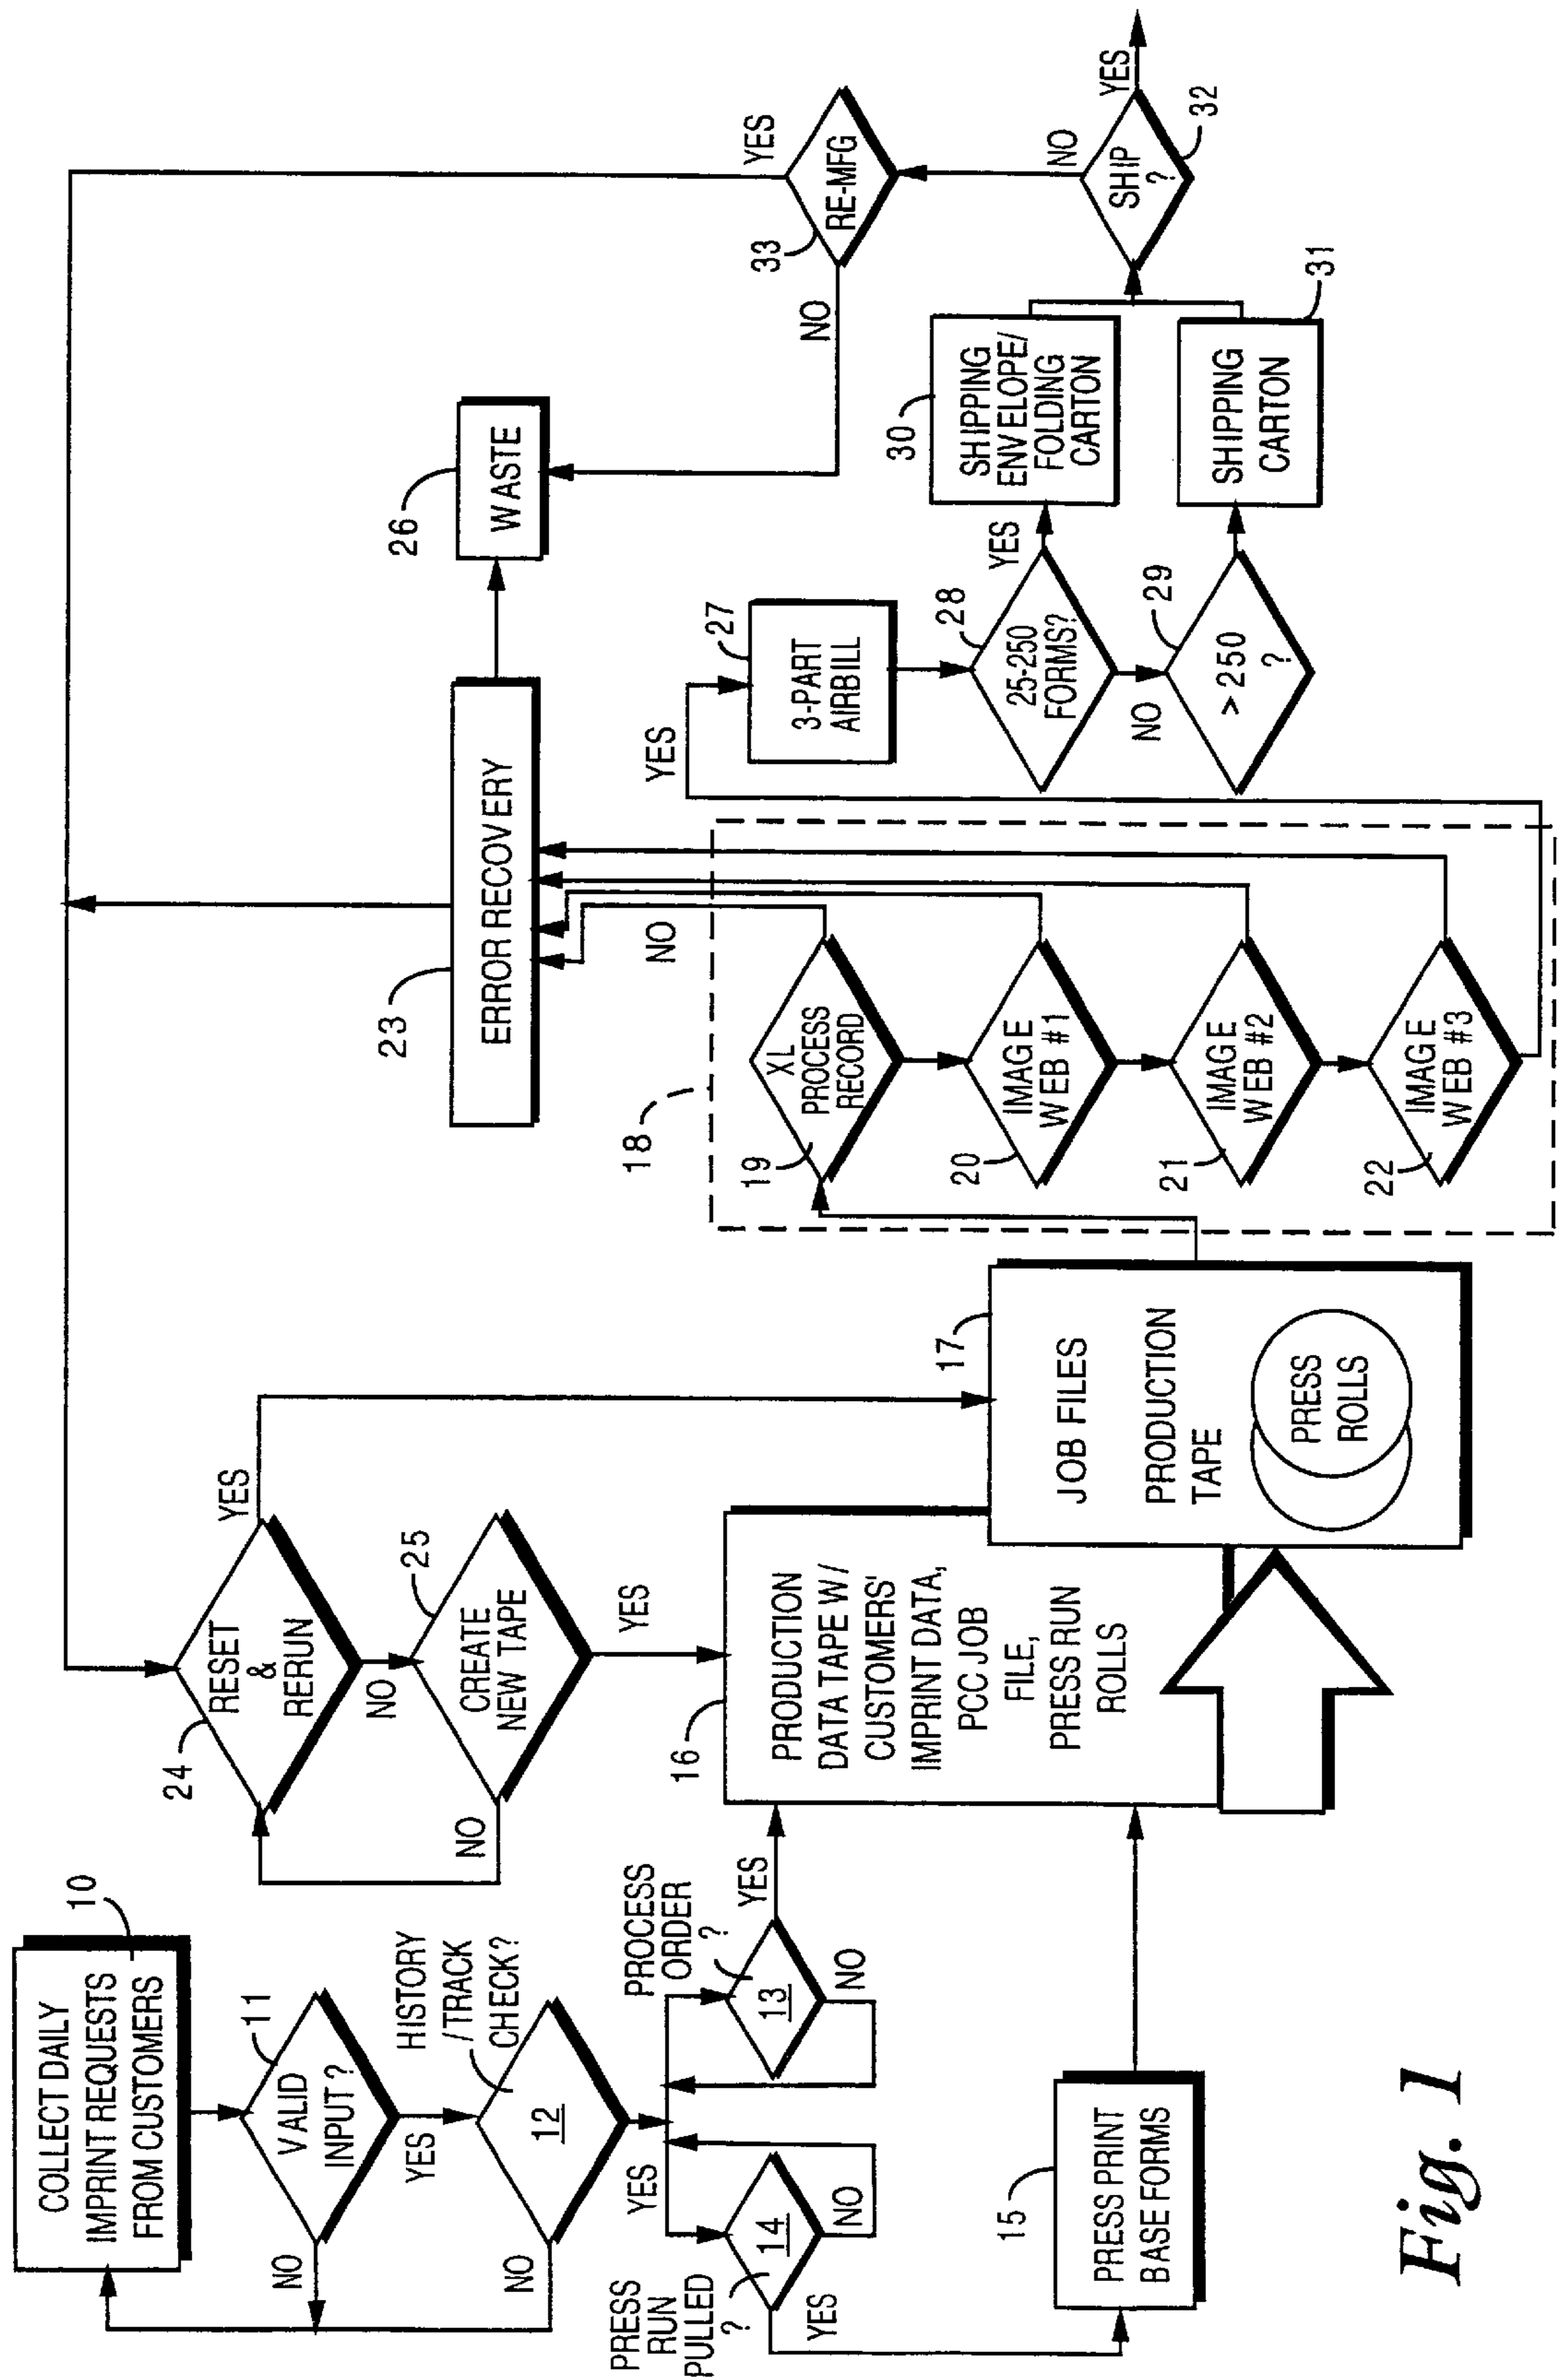 10
COLLECT DAILY
IMPRINT REQUESTS
FROM CUSTOMERS
11
VALID
INPUT?
NO
YES
HISTORY
/TRACK
CHECK?
12
NO
YES
PROCESS
ORDER
?
13
YES
NO
PRESS
RUN
PULLED
?
14
NO
YES
15
PRESS PRINT
BASE FORMS
24
RESET
&
RERUN
YES
NO
25
CREATE
NEW TAPE
NO
YES
16
PRODUCTION
DATA TAPE W/
CUSTOMERS'
IMPRINT DATA,
PCC JOB
FILE,
PRESS RUN
ROLLS
17
JOB FILES
PRODUCTION
TAPE
PRESS
ROLLS
18
19
XL
PROCESS
RECORD
20
IMAGE
WEB #1
21
IMAGE
WEB #2
22
IMAGE
WEB #3
NO
YES
23
ERROR RECOVERY
26
WASTE
27
3-PART
AIRBILL
28
25-250
FORMS?
YES
NO
29
>250
?
30
SHIPPING
ENVELOPE/
FOLDING
CARTON
31
SHIPPING
CARTON
32
SHIP
?
YES
NO
33
RE-MFG
YES
NO
Fig. 1